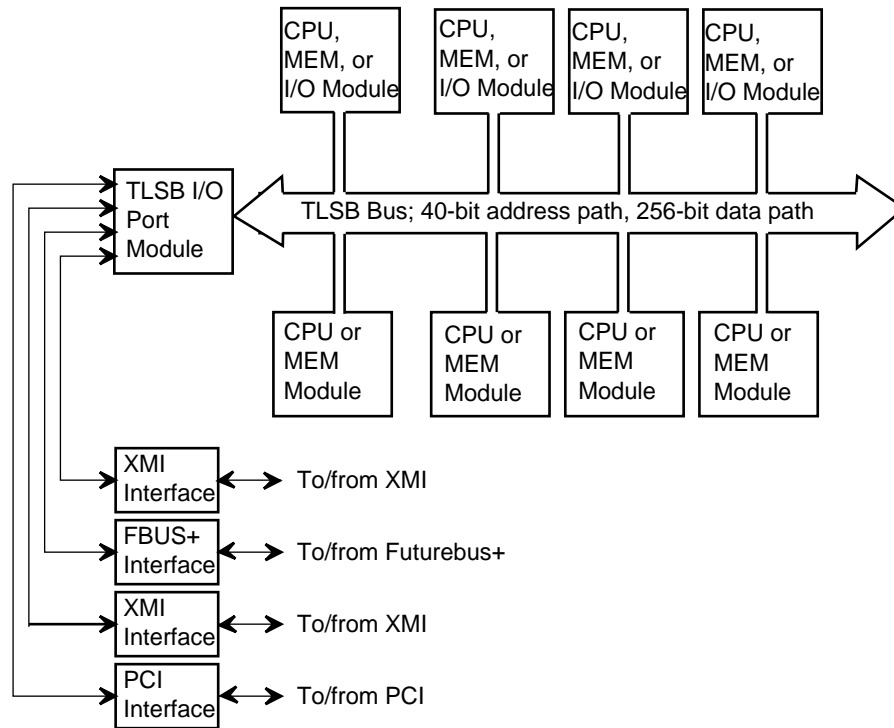 CPU,
MEM, or
I/O Module
CPU,
MEM, or
I/O Module
CPU,
MEM, or
I/O Module
CPU,
MEM, or
I/O Module
TLSB I/O
Port
Module
TLSB Bus; 40-bit address path, 256-bit data path
CPU or
MEM
Module
CPU or
MEM
Module
CPU or
MEM
Module
CPU or
MEM
Module
XMI
Interface
To/from XMI
FBUS+
Interface
To/from Futurebus+
XMI
Interface
To/from XMI
PCI
Interface
To/from PCI